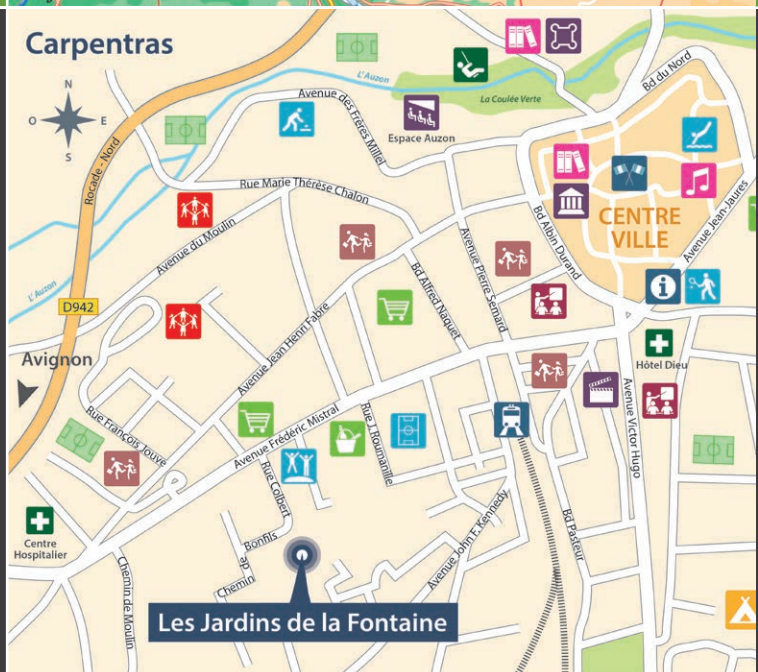 Carpentras
N
O
E
S
L'Auzon
Bd du Nord
Avenue des Frères Millet
La Coulée Verte
Espace Auzon
Rocade - Nord
Rue Marie Thérèse Chalon
CENTRE
VILLE
Avenue Jean-Jaures
Bd Albin Durand
Avenue du Moulin
Avenue Pierre Semard
L'Auzon
Bd Alfred Naquet
D942
Avenue Jean Henri Fabre
Avignon
Hôtel Dieu
Rue François Jouve
Avenue Frédéric Mistral
Rue J. Roumanille
Avenue Victor Hugo
Rue Colbert
Centre
Hospitalier
Chemin de Bonfils
Avenue John F. Kennedy
Bd Pasteur
Chemin de Moulin
Les Jardins de la Fontaine